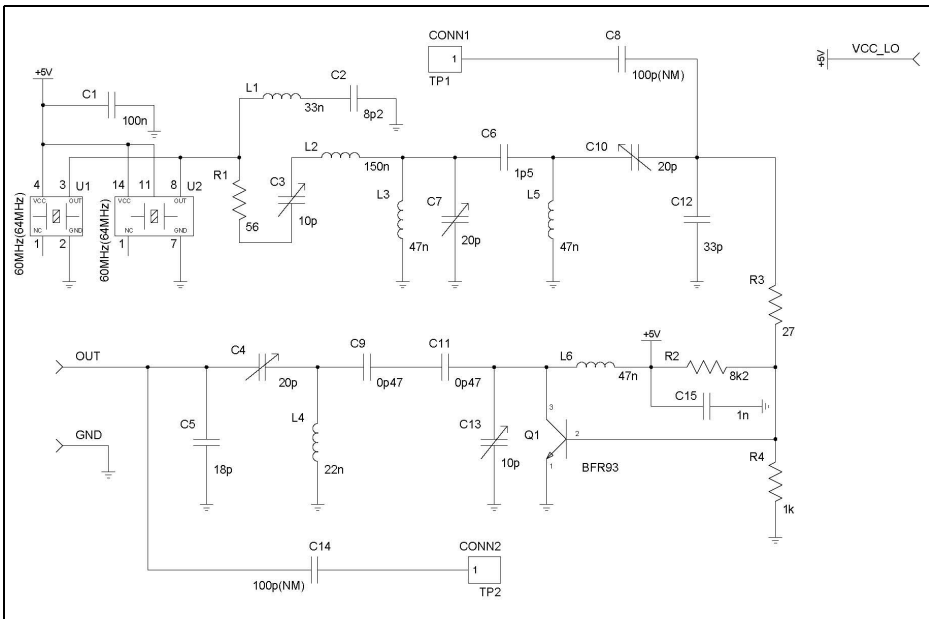 CONN1
1
TP1
C8
100p(NM)
+5V
VCC_LO
+5V
C1
100n
L1
33n
C2
8p2
4
3
U1
VCC
OUT
NC
GND
1
2
60MHz(64MHz)
14
11
8
U2
VCC
OUT
NC
GND
1
7
60MHz(64MHz)
R1
56
C3
10p
L2
150n
L3
47n
C7
20p
C6
1p5
L5
47n
C10
20p
C12
33p
R3
27
OUT
C4
20p
C9
0p47
C11
0p47
L6
47n
+5V
R2
8k2
C15
1n
GND
C5
18p
L4
22n
C13
10p
Q1
3
2
1
BFR93
R4
1k
C14
100p(NM)
CONN2
1
TP2